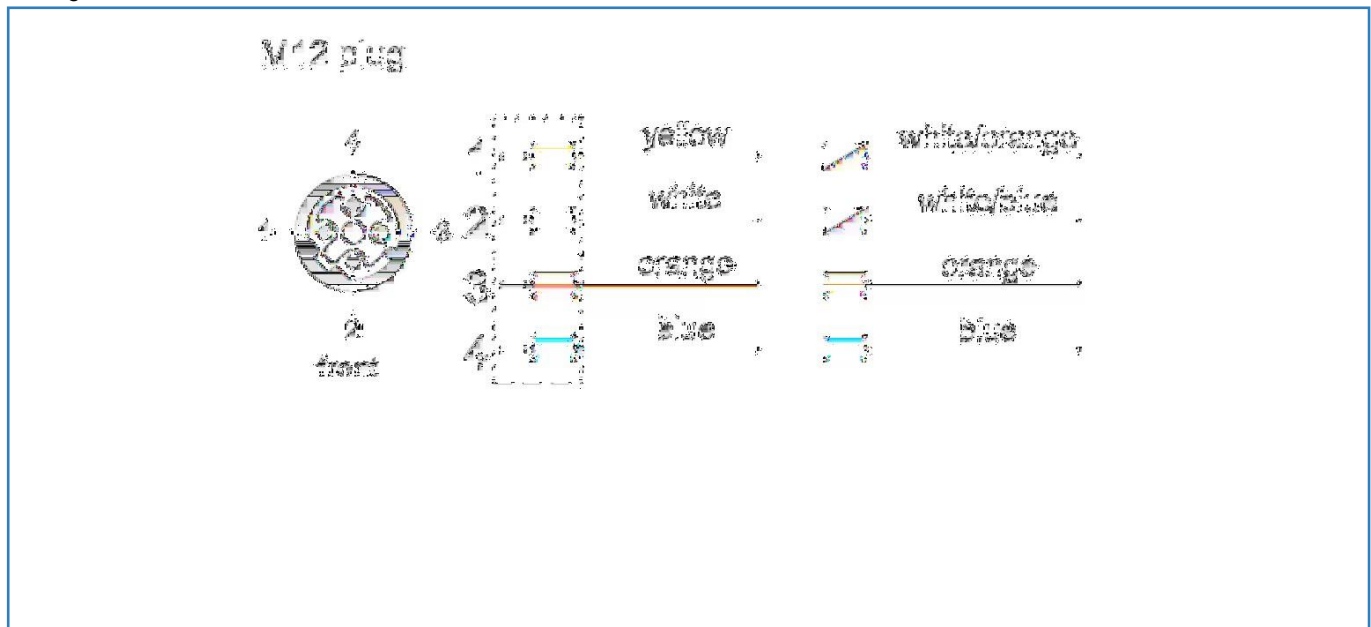 M12 plug
4
1 yellow white/orange
1 3
2 white white/blue
3 orange orange
2
4 blue blue
front